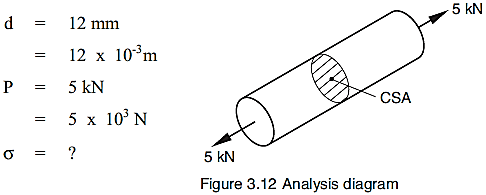 d = 12 mm
= 12 x 10⁻³m
P = 5 kN
= 5 x 10³ N
σ = ?
5 kN
CSA
5 kN
Figure 3.12 Analysis diagram